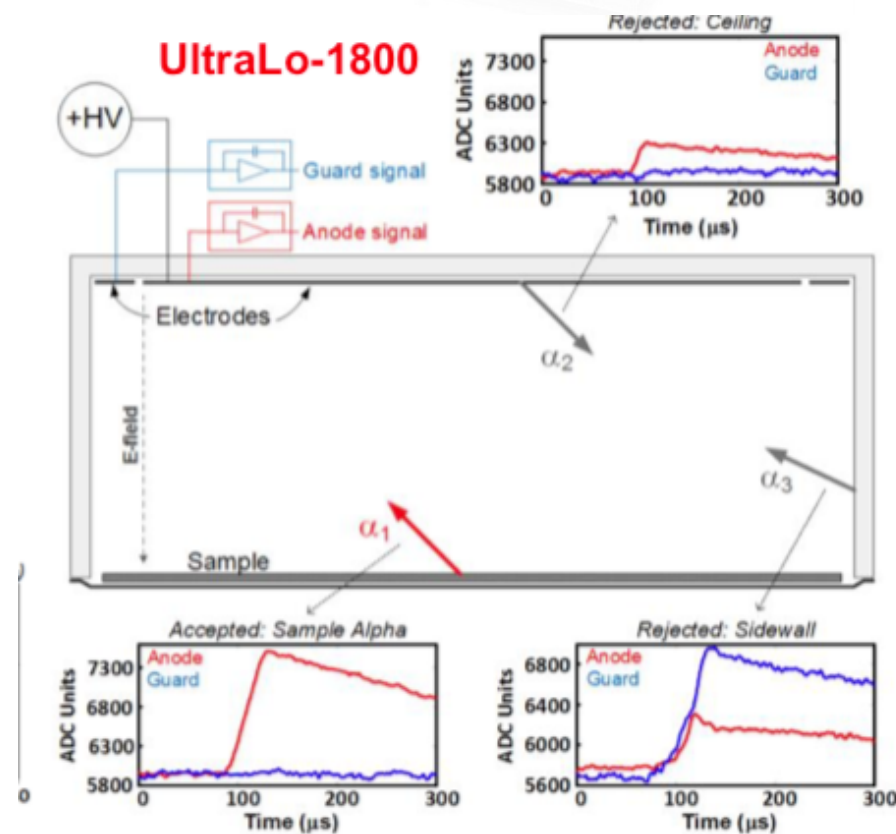 UltraLo-1800
+HV
Guard signal
Anode signal
Rejected: Ceiling
Anode
Guard
ADC Units
7300
6800
6300
5800
0
100
200
300
Time (μs)
Electrodes
E-field
α2
α3
α1
Sample
Accepted: Sample Alpha
Anode
Guard
ADC Units
7300
6800
6300
5800
0
100
200
300
Time (μs)
Rejected: Sidewall
Anode
Guard
ADC Units
6800
6400
6000
5600
0
100
200
300
Time (μs)
)
0